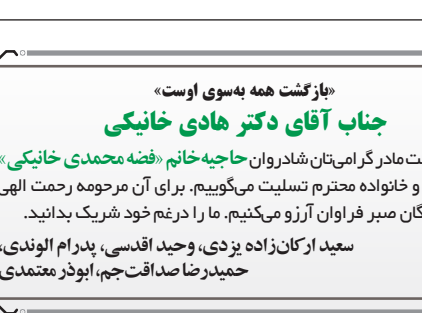 «بازگشت همه به‌سوی اوست»
جناب آقای دکتر هادی خانیکی
مادر گرامی‌تان شادروان حاجیه‌خانم «فضه محمدی خانیکی»
و خانواده محترم تسلیت می‌گوییم. برای آن مرحومه رحمت الهی
صبر فراوان آرزو می‌کنیم. ما را در غم خود شریک بدانید.
سعید ارکان‌زاده یزدی، وحید اقدسی، پدرام الوندی،
حمیدرضا صداقت‌جم، ابوذر معتمدی